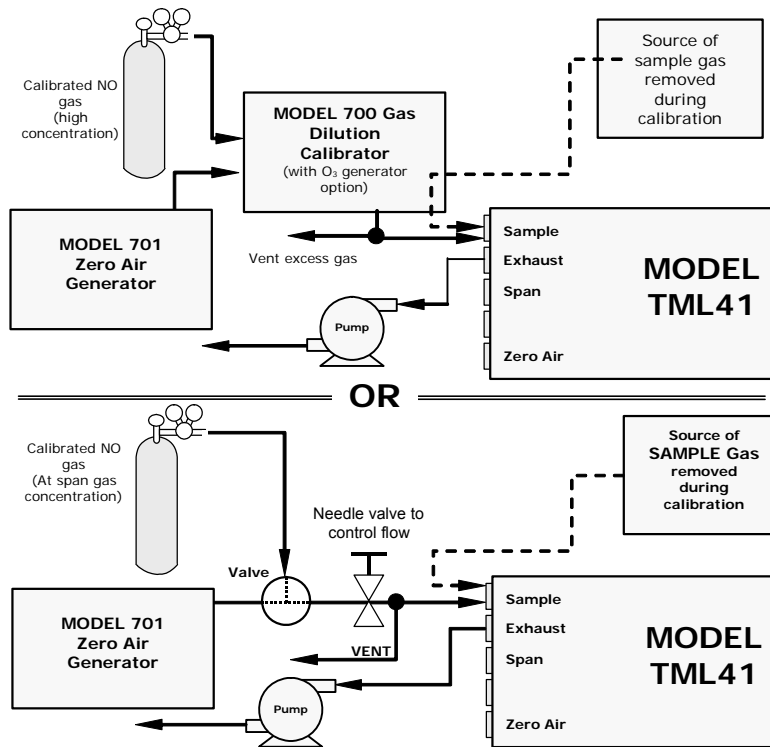 Calibrated NO
gas
(high
concentration)
MODEL 700 Gas
Dilution
Calibrator
(with O₃ generator
option)
Source of
sample gas
removed
during
calibration
MODEL 701
Zero Air
Generator
Vent excess gas
Pump
Sample
Exhaust
Span
Zero Air
MODEL
TML41
OR
Calibrated NO
gas
(At span gas
concentration)
Needle valve to
control flow
Source of
SAMPLE Gas
removed
during
calibration
Valve
MODEL 701
Zero Air
Generator
VENT
Pump
Sample
Exhaust
Span
Zero Air
MODEL
TML41